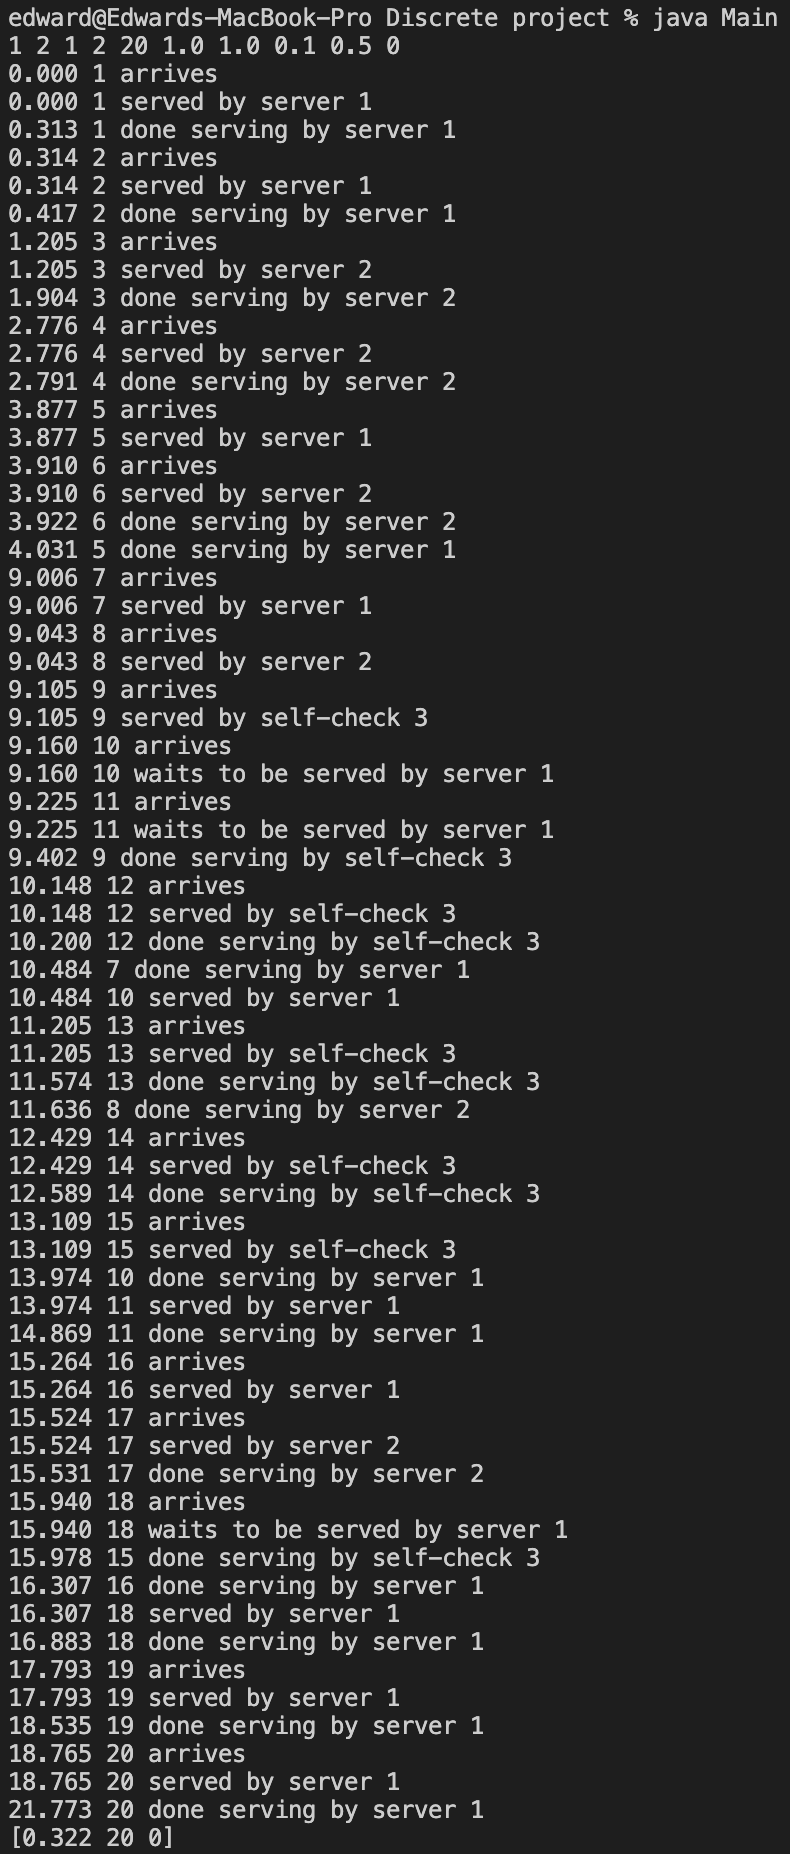 edward@Edwards-MacBook-Pro Discrete project % java Main
1 2 1 2 20 1.0 1.0 0.1 0.5 0
0.000 1 arrives
0.000 1 served by server 1
0.313 1 done serving by server 1
0.314 2 arrives
0.314 2 served by server 1
0.417 2 done serving by server 1
1.205 3 arrives
1.205 3 served by server 2
1.904 3 done serving by server 2
2.776 4 arrives
2.776 4 served by server 2
2.791 4 done serving by server 2
3.877 5 arrives
3.877 5 served by server 1
3.910 6 arrives
3.910 6 served by server 2
3.922 6 done serving by server 2
4.031 5 done serving by server 1
9.006 7 arrives
9.006 7 served by server 1
9.043 8 arrives
9.043 8 served by server 2
9.105 9 arrives
9.105 9 served by self-check 3
9.160 10 arrives
9.160 10 waits to be served by server 1
9.225 11 arrives
9.225 11 waits to be served by server 1
9.402 9 done serving by self-check 3
10.148 12 arrives
10.148 12 served by self-check 3
10.200 12 done serving by self-check 3
10.484 7 done serving by server 1
10.484 10 served by server 1
11.205 13 arrives
11.205 13 served by self-check 3
11.574 13 done serving by self-check 3
11.636 8 done serving by server 2
12.429 14 arrives
12.429 14 served by self-check 3
12.589 14 done serving by self-check 3
13.109 15 arrives
13.109 15 served by self-check 3
13.974 10 done serving by server 1
13.974 11 served by server 1
14.869 11 done serving by server 1
15.264 16 arrives
15.264 16 served by server 1
15.524 17 arrives
15.524 17 served by server 2
15.531 17 done serving by server 2
15.940 18 arrives
15.940 18 waits to be served by server 1
15.978 15 done serving by self-check 3
16.307 16 done serving by server 1
16.307 18 served by server 1
16.883 18 done serving by server 1
17.793 19 arrives
17.793 19 served by server 1
18.535 19 done serving by server 1
18.765 20 arrives
18.765 20 served by server 1
21.773 20 done serving by server 1
[0.322 20 0]